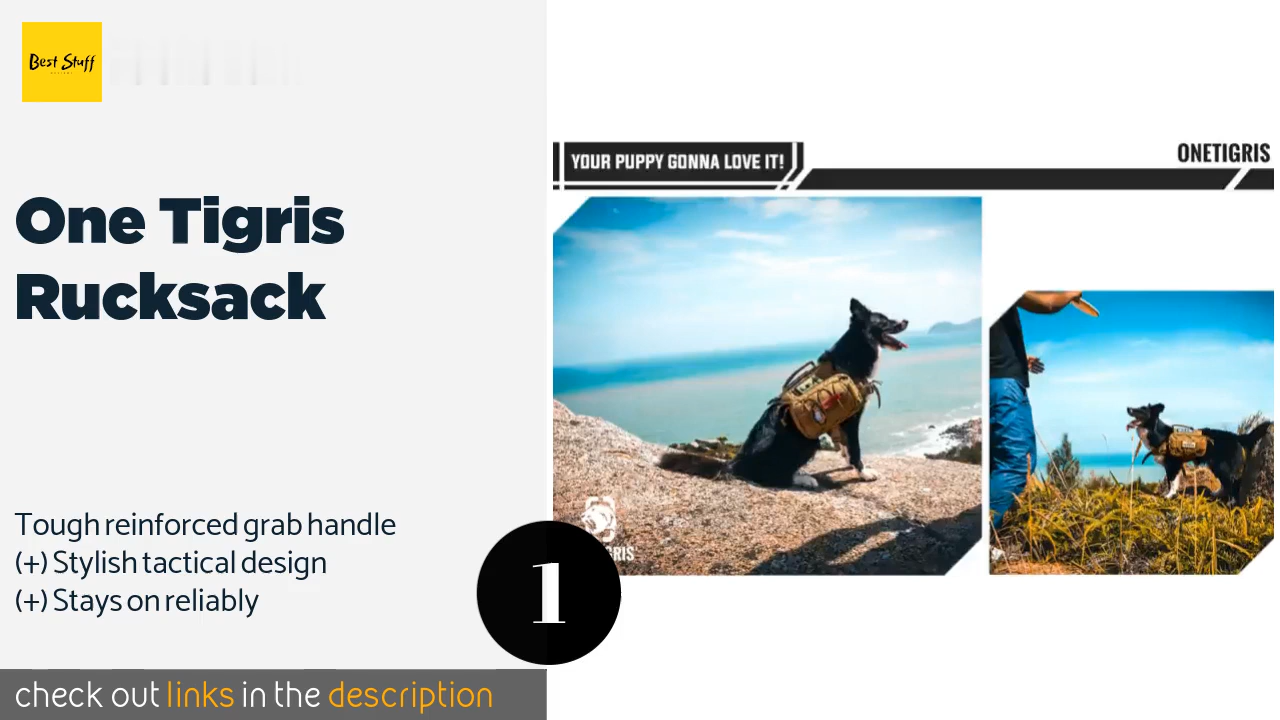 Best Stuff
One Tigris
Rucksack
Tough reinforced grab handle
(+) Stylish tactical design
(+) Stays on reliably
check out links in the description
YOUR PUPPY GONNA LOVE IT!
ONETIGRIS
1